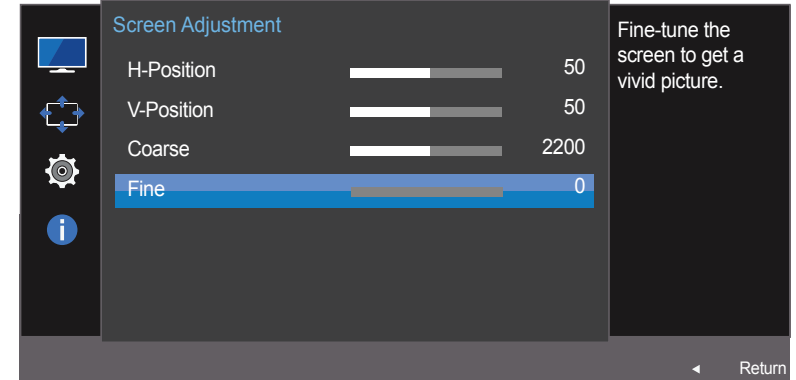 Screen Adjustment
H-Position 50
V-Position 50
Coarse 2200
Fine 0
Fine-tune the
screen to get a
vivid picture.
Return